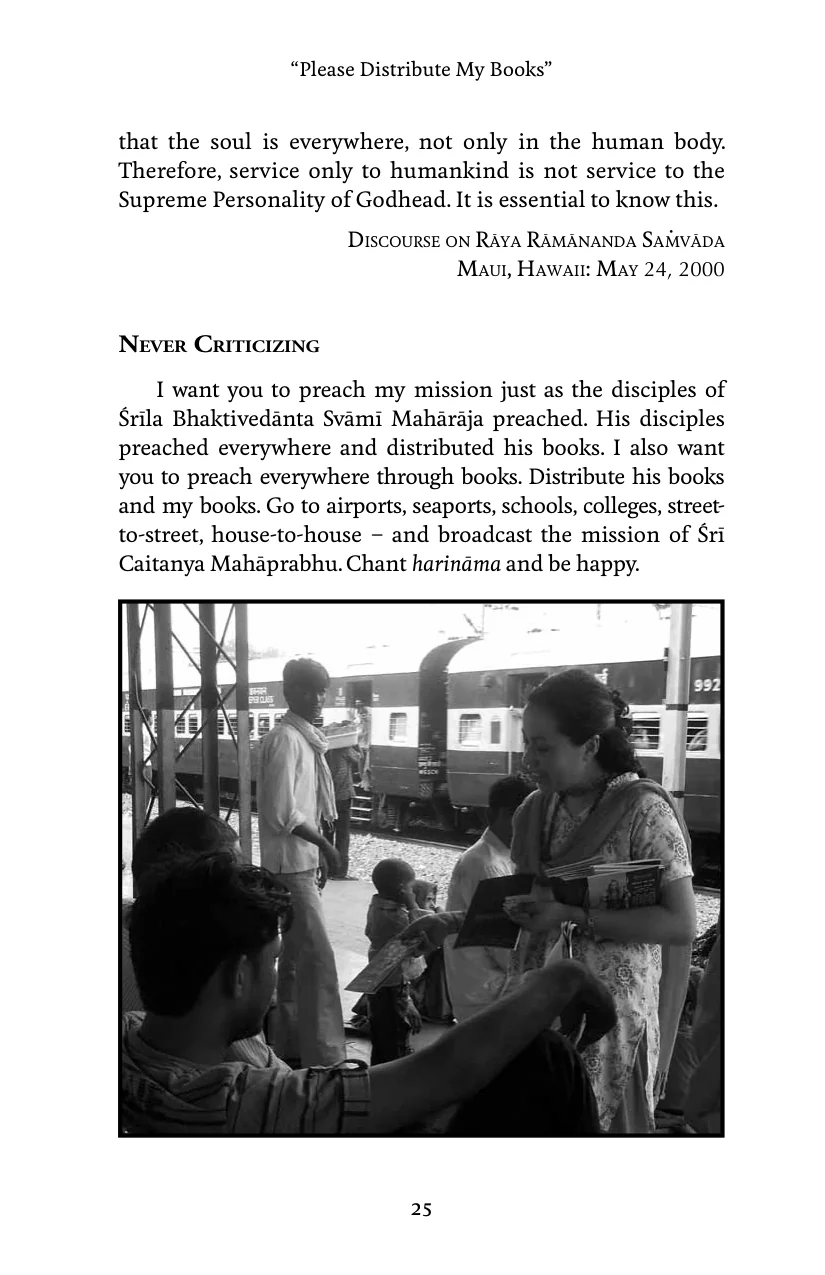 “Please Distribute My Books”
that the soul is everywhere, not only in the human body.
Therefore, service only to humankind is not service to the
Supreme Personality of Godhead. It is essential to know this.
Discourse on Rāya Rāmānanda Saṁvāda
Maui, Hawaii: May 24, 2000
Never Criticizing
I want you to preach my mission just as the disciples of
Śrīla Bhaktivedānta Svāmī Mahārāja preached. His disciples
preached everywhere and distributed his books. I also want
you to preach everywhere through books. Distribute his books
and my books. Go to airports, seaports, schools, colleges, street-
to-street, house-to-house – and broadcast the mission of Śrī
Caitanya Mahāprabhu. Chant harināma and be happy.
992
25